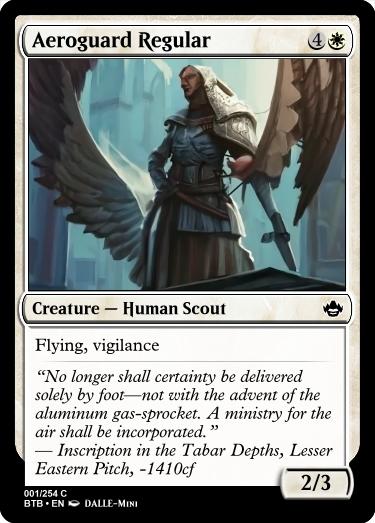 Aeroguard Regular 4
Creature — Human Scout
Flying, vigilance
“No longer shall certainty be delivered
solely by foot—not with the advent of the
aluminum gas-sprocket. A ministry for the
air shall be incorporated.”
— Inscription in the Tabar Depths, Lesser
Eastern Pitch, -1410cf
2/3
001/254 C
BTB • EN DALLE-Mini